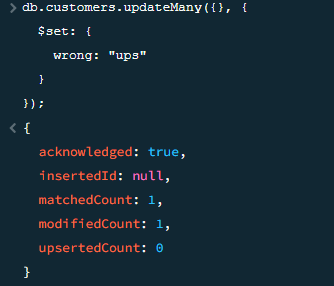 > db.customers.updateMany({}, {
$set: {
wrong: "ups"
}
});
< {
acknowledged: true,
insertedId: null,
matchedCount: 1,
modifiedCount: 1,
upsertedCount: 0
}